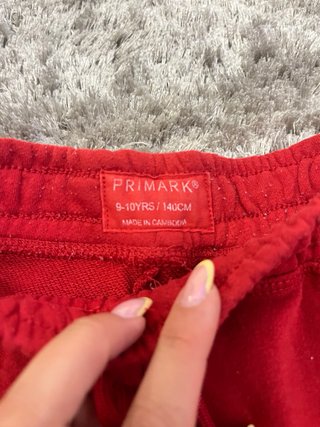 PRIMARK®
9-10YRS / 140CM
MADE IN CAMBODIA